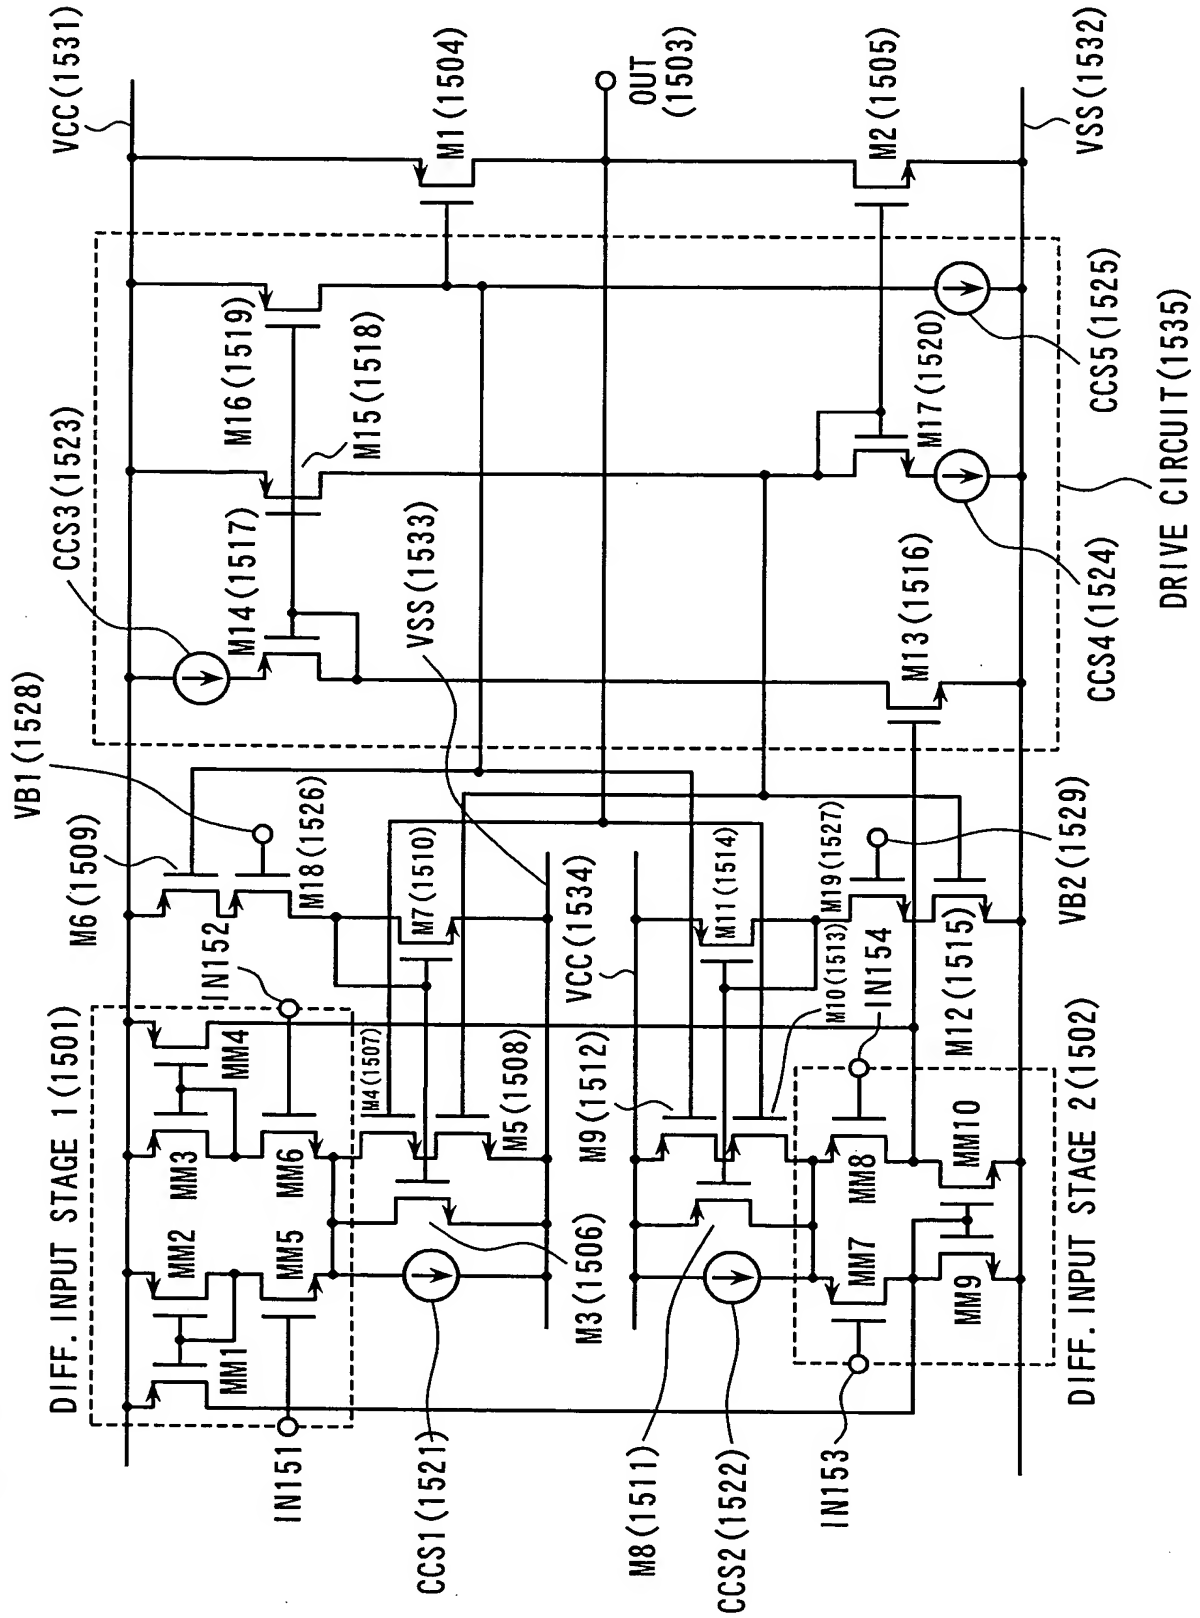 VCC(1531)
M1(1504)
OUT
(1503)
M2(1505)
VSS(1532)
CCS3(1523)
M14(1517)
M16(1519)
M15(1518)
VSS(1533)
M13(1516)
M17(1520)
CCS4(1524)
CCS5(1525)
DRIVE CIRCUIT(1535)
VB1(1528)
M6(1509)
M18(1526)
M7(1510)
IN152
VCC(1534)
M11(1514)
M19(1527)
M10(1513)
IN154
M12(1515)
VB2(1529)
DIFF. INPUT STAGE 1(1501)
MM4
MM3
MM6
MM2
MM5
MM1
IN151
M4(1507)
M5(1508)
M3(1506)
CCS1(1521)
M9(1512)
M8(1511)
CCS2(1522)
MM8
MM10
MM7
MM9
IN153
DIFF. INPUT STAGE 2(1502)